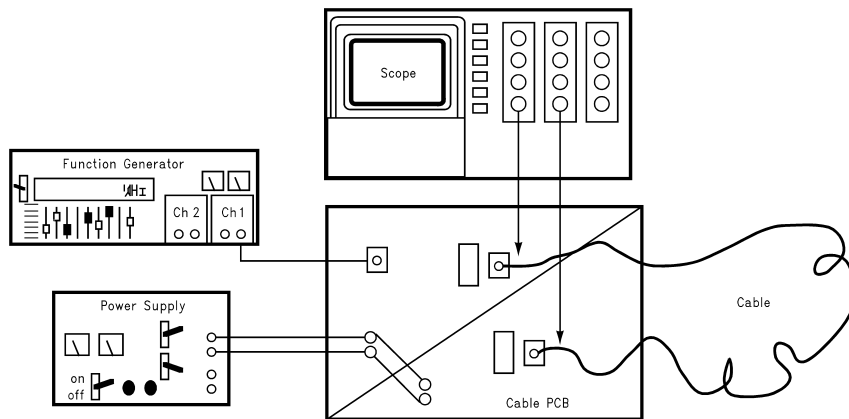 Scope
Function Generator
Ch 2
Ch 1
Power Supply
on
off
Cable
Cable PCB